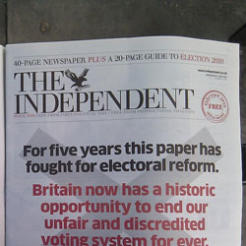 40-PAGE NEWSPAPER PLUS A 20-PAGE GUIDE TO ELECTION 2010
THE
INDEPENDENT
FREE
For five years this paper has
fought for electoral reform.
Britain now has a historic
opportunity to end our
unfair and discredited
voting system for ever.